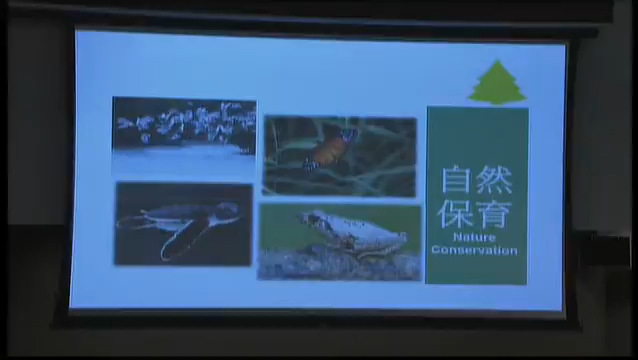 自然
保育
Nature
Conservation